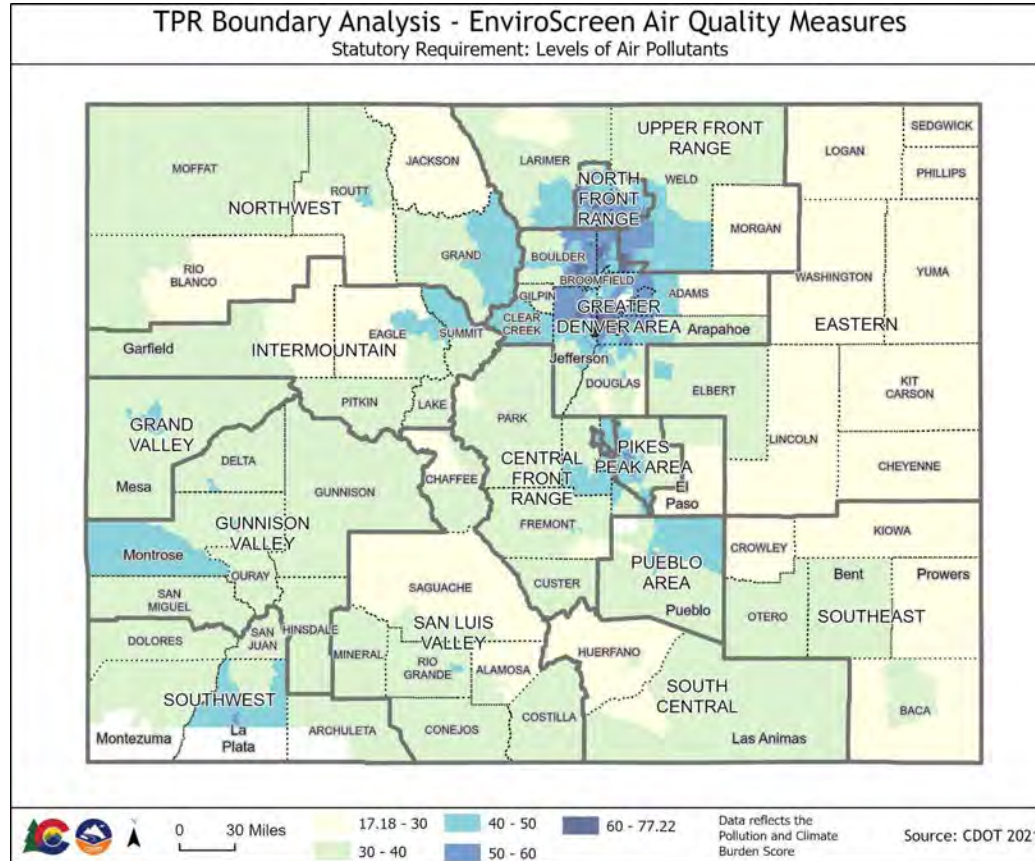 TPR Boundary Analysis - EnviroScreen Air Quality Measures
Statutory Requirement: Levels of Air Pollutants
UPPER FRONT
RANGE
SEDGWICK
LOGAN
JACKSON
LARIMER
PHILLIPS
MOFFAT
ROUTT
NORTH
FRONT
RANGE
WELD
NORTHWEST
MORGAN
GRAND
BOULDER
RIO
BLANCO
BROOMFIELD
WASHINGTON
YUMA
GILPIN
ADAMS
CLEAR
CREEK
GREATER
DENVER AREA
EASTERN
EAGLE
SUMMIT
Arapahoe
Garfield
INTERMOUNTAIN
Jefferson
DOUGLAS
ELBERT
KIT
CARSON
PITKIN
LAKE
PARK
GRAND
VALLEY
LINCOLN
DELTA
CENTRAL
FRONT
RANGE
PIKES
PEAK AREA
CHEYENNE
Mesa
GUNNISON
CHAFFEE
El
Paso
GUNNISON
VALLEY
FREMONT
KIOWA
Montrose
CROWLEY
PUEBLO
AREA
OURAY
Bent
Prowers
SAN
MIGUEL
SAGUACHE
CUSTER
Pueblo
OTERO
SOUTHEAST
DOLORES
SAN
JUAN
HINSDALE
SAN LUIS
VALLEY
MINERAL
RIO
GRANDE
ALAMOSA
HUERFANO
SOUTHWEST
SOUTH
CENTRAL
BACA
COSTILLA
Montezuma
La
Plata
ARCHULETA
CONEJOS
Las Animas
0 30 Miles
17.18 - 30
30 - 40
40 - 50
50 - 60
60 - 77.22
Data reflects the
Pollution and Climate
Burden Score
Source: CDOT 202